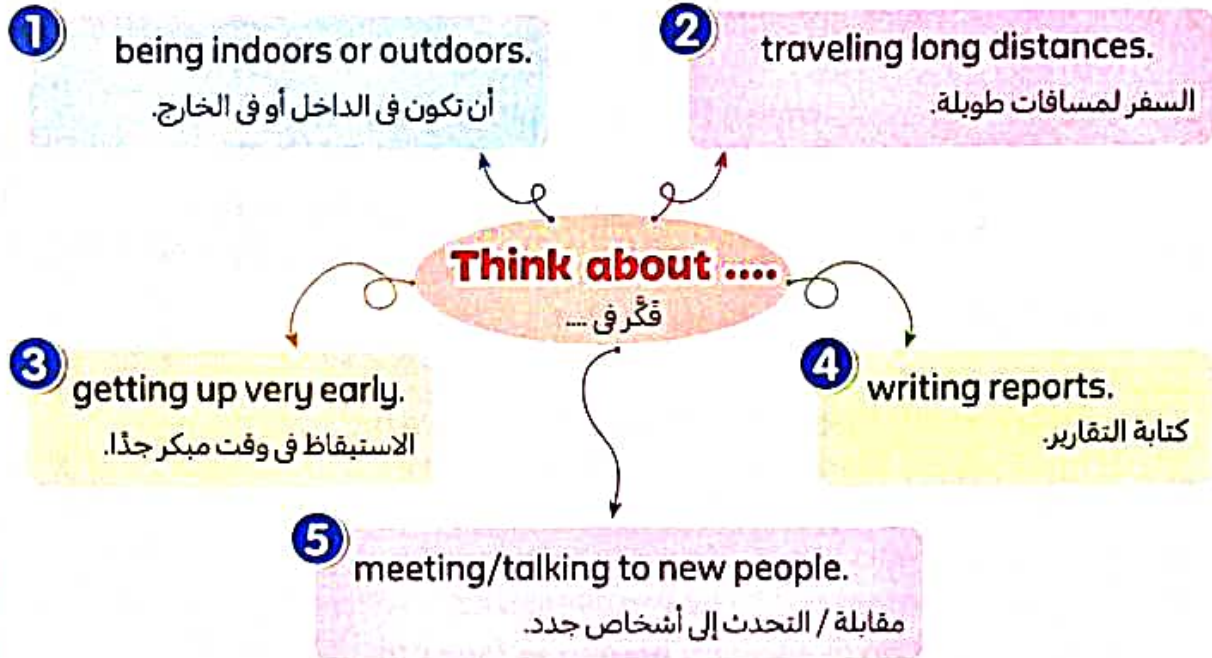 1
being indoors or outdoors.
أن تكون فى الداخل أو فى الخارج.
2
traveling long distances.
السفر لمسافات طويلة.
Think about ....
فَكَّر فى ....
3
getting up very early.
الاستيقاظ فى وقت مبكر جدًا.
4
writing reports.
كتابة التقارير.
5
meeting/talking to new people.
مقابلة / التحدث إلى أشخاص جدد.